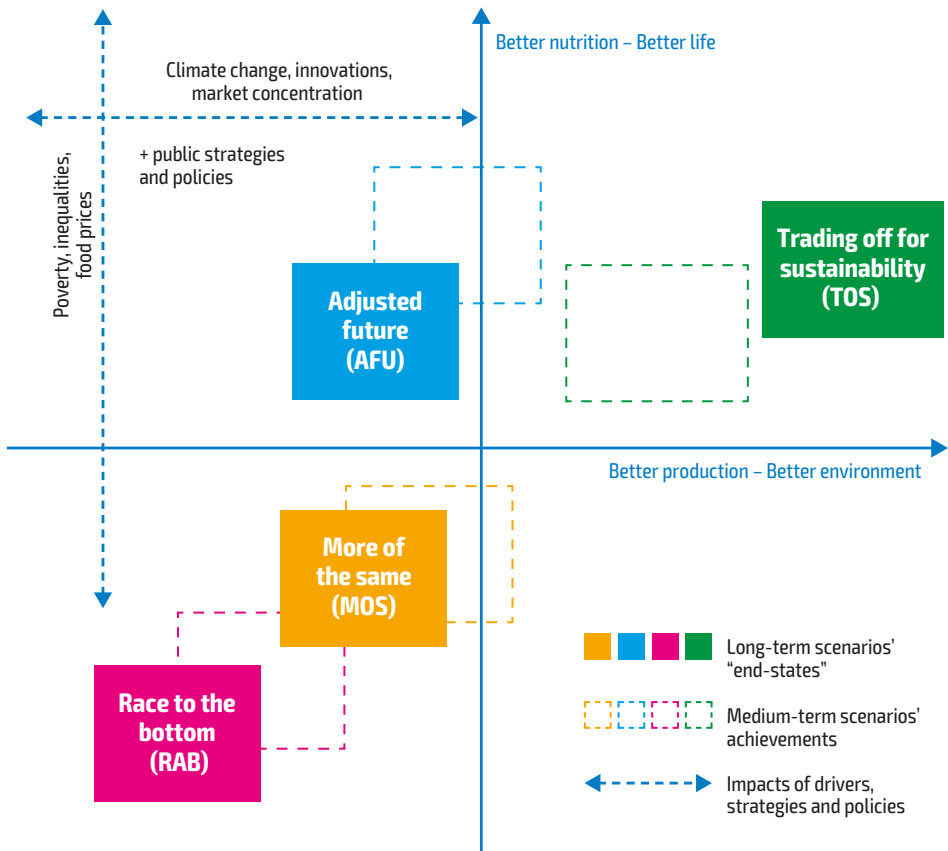 Better nutrition – Better life
Climate change, innovations,
market concentration
+ public strategies
and policies
Poverty, inequalities,
food prices
Trading off for
sustainability
(TOS)
Adjusted
future
(AFU)
Better production – Better environment
More of
the same
(MOS)
Race to the
bottom
(RAB)
Long-term scenarios’
“end-states”
Medium-term scenarios’
achievements
Impacts of drivers,
strategies and policies